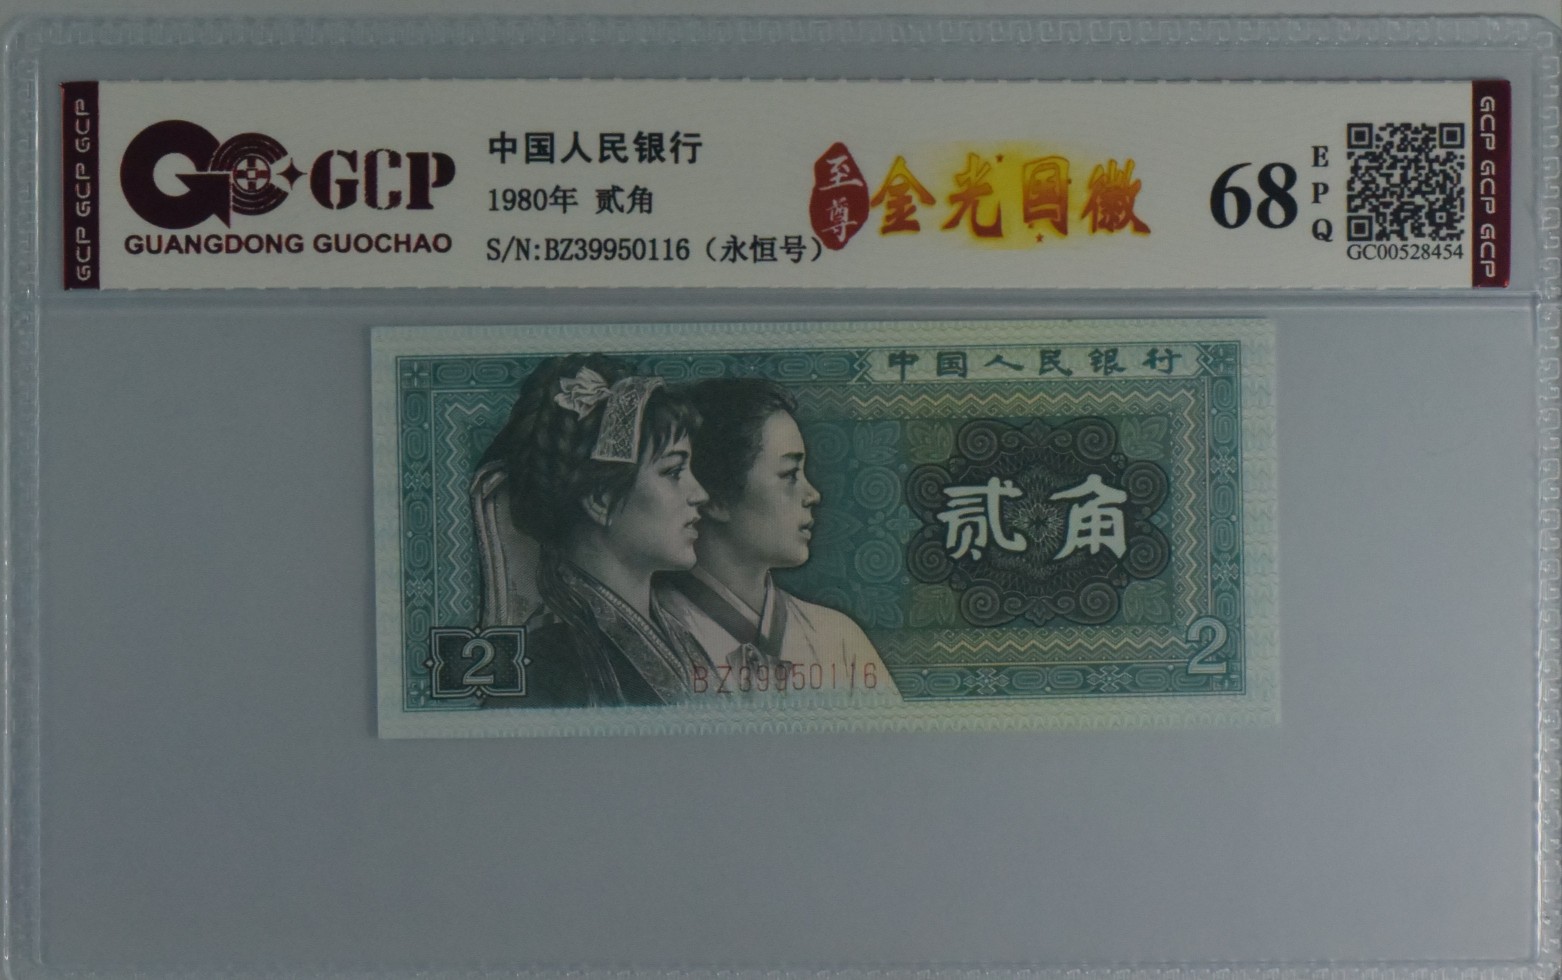 GCP GCP GCP
GCP
GUANGDONG GUOCHAO
中国人民银行
1980年 贰角
S/N:BZ39950116（永恒号）
至尊
金光国徽
68
EPQ
GC00528454
GCP GCP GCP
中国人民银行
贰角
2
2
BZ39950116